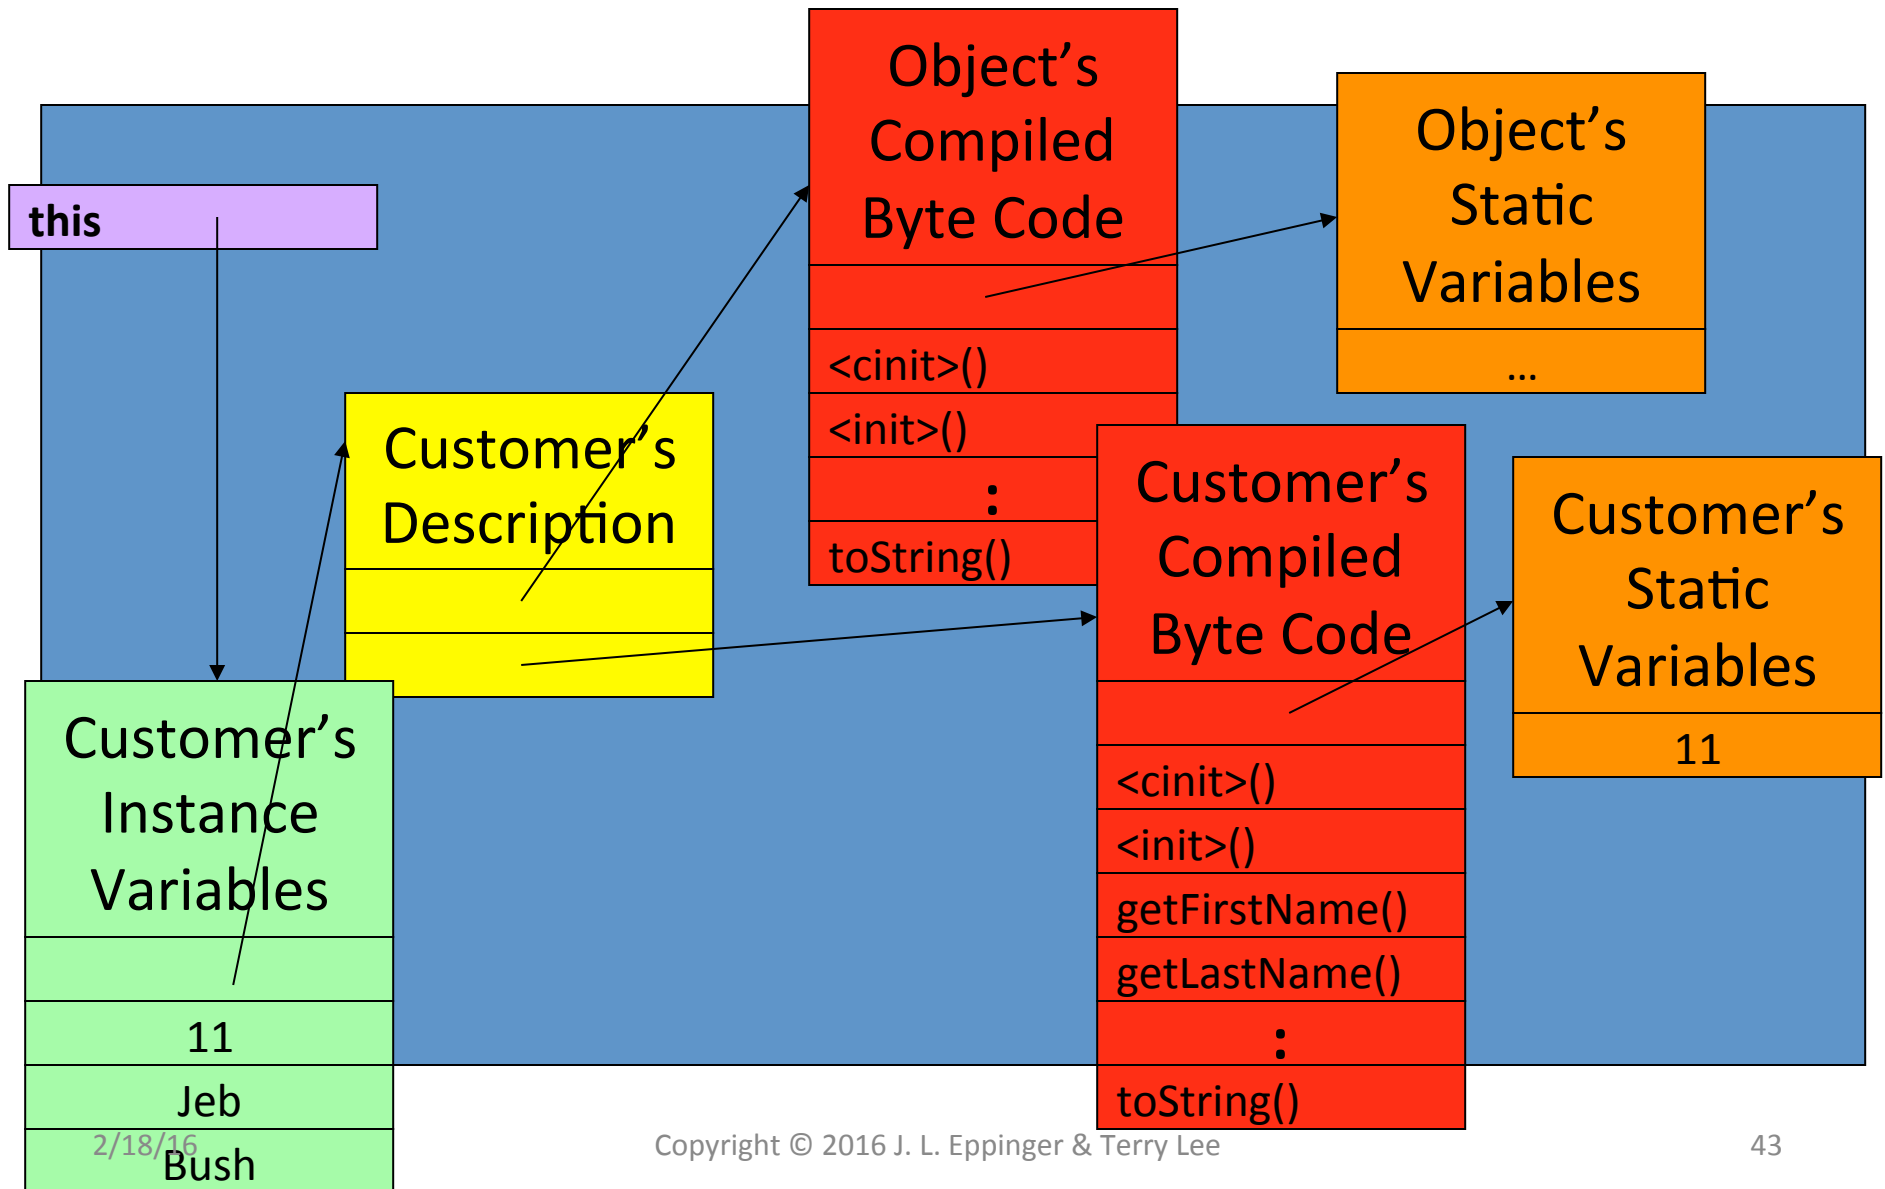 this
Object’s
Compiled
Byte Code
<cinit>()
<init>()
:
toString()
Object’s
Static
Variables
...
Customer’s
Description
Customer’s
Compiled
Byte Code
<cinit>()
<init>()
getFirstName()
getLastName()
:
toString()
Customer’s
Static
Variables
11
Customer’s
Instance
Variables
11
Jeb
Bush
2/18/16
Copyright © 2016 J. L. Eppinger & Terry Lee
43